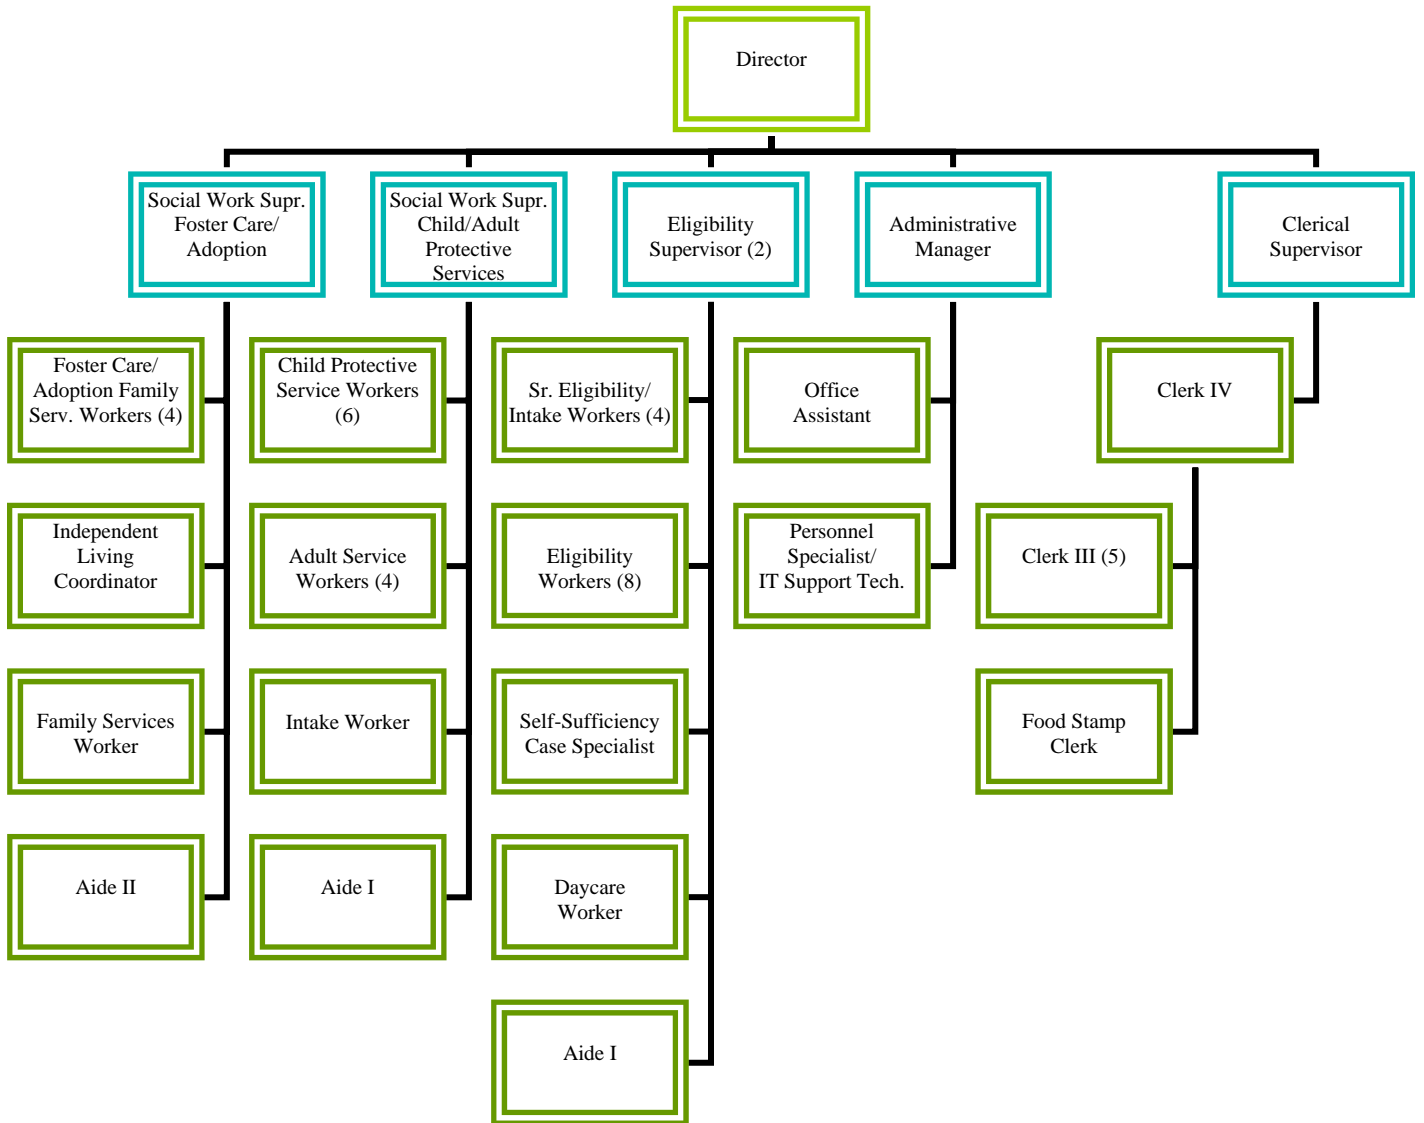 Director
Social Work Supr.
Foster Care/
Adoption
Social Work Supr.
Child/Adult
Protective
Services
Eligibility
Supervisor (2)
Administrative
Manager
Clerical
Supervisor
Foster Care/
Adoption Family
Serv. Workers (4)
Child Protective
Service Workers
(6)
Sr. Eligibility/
Intake Workers (4)
Office
Assistant
Clerk IV
Independent
Living
Coordinator
Adult Service
Workers (4)
Eligibility
Workers (8)
Personnel
Specialist/
IT Support Tech.
Clerk III (5)
Family Services
Worker
Intake Worker
Self-Sufficiency
Case Specialist
Food Stamp
Clerk
Aide II
Aide I
Daycare
Worker
Aide I